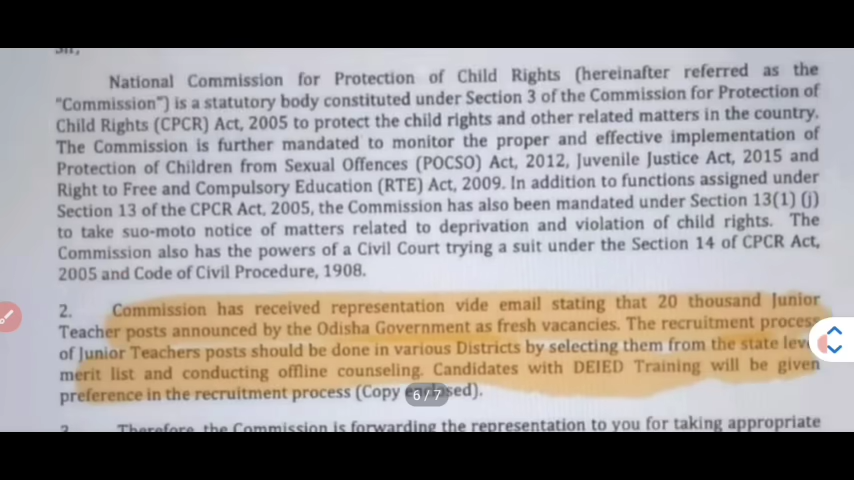 Sir,
National Commission for Protection of Child Rights (hereinafter referred as the
"Commission") is a statutory body constituted under Section 3 of the Commission for Protection of
Child Rights (CPCR) Act, 2005 to protect the child rights and other related matters in the country.
The Commission is further mandated to monitor the proper and effective implementation of
Protection of Children from Sexual Offences (POCSO) Act, 2012, Juvenile Justice Act, 2015 and
Right to Free and Compulsory Education (RTE) Act, 2009. In addition to functions assigned under
Section 13 of the CPCR Act, 2005, the Commission has also been mandated under Section 13(1) (j)
to take suo-moto notice of matters related to deprivation and violation of child rights. The
Commission also has the powers of a Civil Court trying a suit under the Section 14 of CPCR Act,
2005 and Code of Civil Procedure, 1908.
2. Commission has received representation vide email stating that 20 thousand Junior
Teacher posts announced by the Odisha Government as fresh vacancies. The recruitment process
of Junior Teachers posts should be done in various Districts by selecting them from the state level
merit list and conducting offline counseling. Candidates with DEIED Training will be given
preference in the recruitment process (Copy enclosed).
6 / 7
3. Therefore, the Commission is forwarding the representation to you for taking appropriate